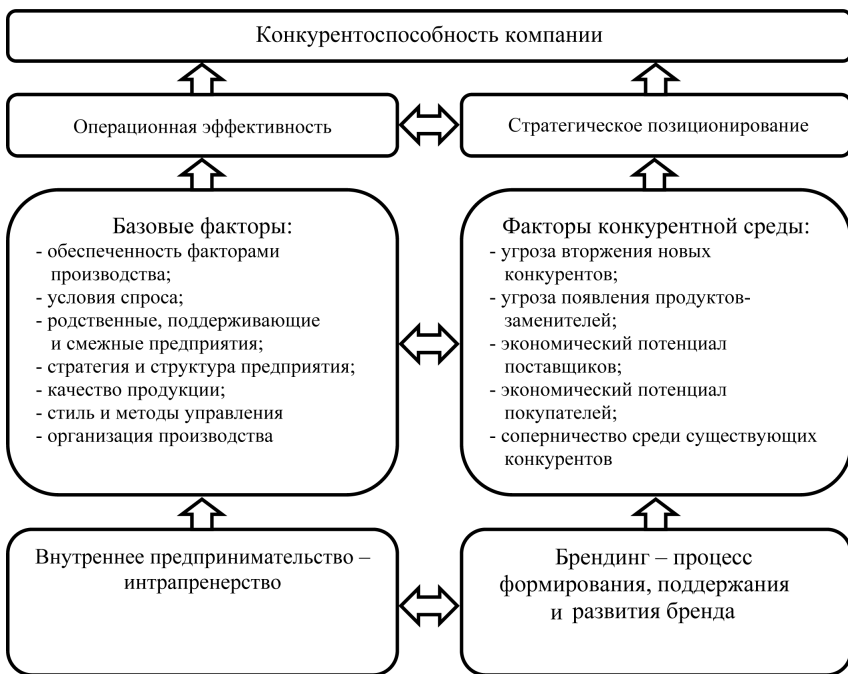 Конкурентоспособность компании
Операционная эффективность
Стратегическое позиционирование
Базовые факторы:
- обеспеченность факторами
производства;
- условия спроса;
- родственные, поддерживающие
и смежные предприятия;
- стратегия и структура предприятия;
- качество продукции;
- стиль и методы управления
- организация производства
Факторы конкурентной среды:
- угроза вторжения новых
конкурентов;
- угроза появления продуктов-
заменителей;
- экономический потенциал
поставщиков;
- экономический потенциал
покупателей;
- соперничество среди существующих
конкурентов
Внутреннее предпринимательство –
интрапренерство
Брендинг – процесс
формирования, поддержания
и развития бренда